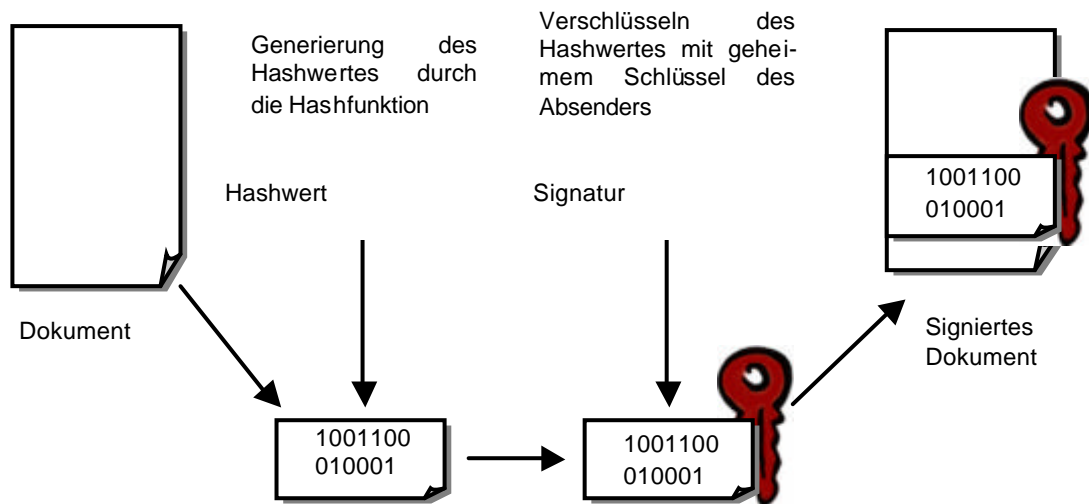 Generierung des
Hashwertes durch
die Hashfunktion
Verschlüsseln des
Hashwertes mit gehei-
mem Schlüssel des
Absenders
Hashwert
Signatur
1001100
010001
Dokument
Signiertes
Dokument
1001100
010001
1001100
010001